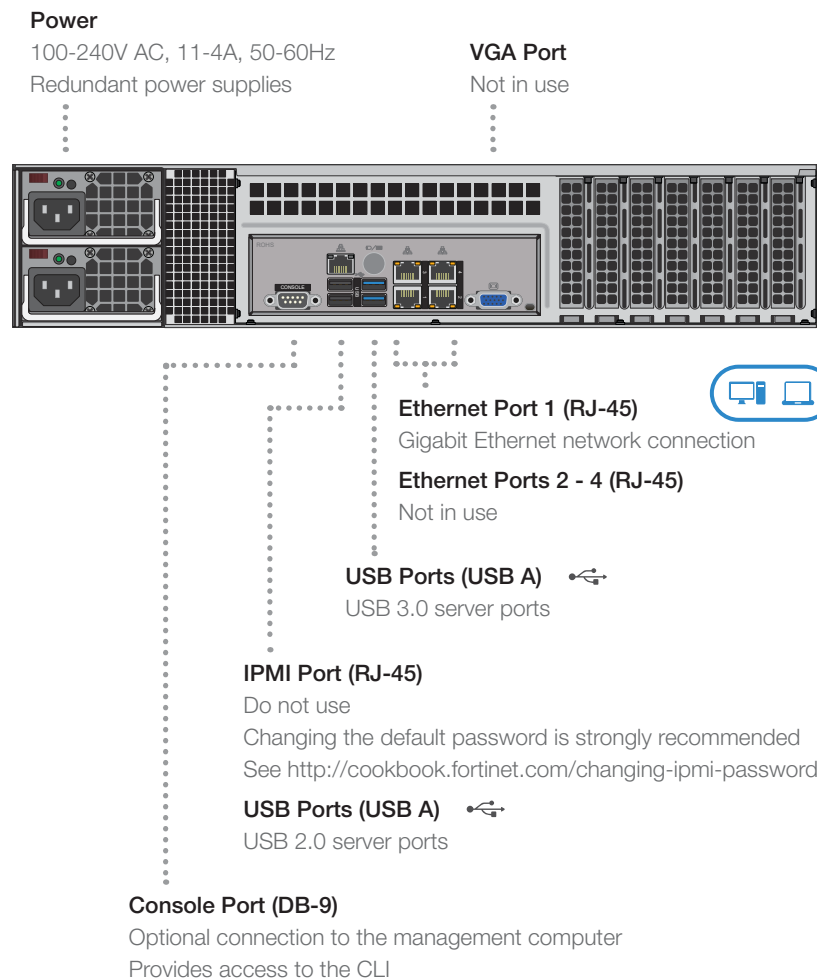 Power
100-240V AC, 11-4A, 50-60Hz
Redundant power supplies
VGA Port
Not in use
ROHS
CONSOLE
USB
Ethernet Port 1 (RJ-45)
Gigabit Ethernet network connection
Ethernet Ports 2 - 4 (RJ-45)
Not in use
USB Ports (USB A)
USB 3.0 server ports
IPMI Port (RJ-45)
Do not use
Changing the default password is strongly recommended
See http://cookbook.fortinet.com/changing-ipmi-password
USB Ports (USB A)
USB 2.0 server ports
Console Port (DB-9)
Optional connection to the management computer
Provides access to the CLI